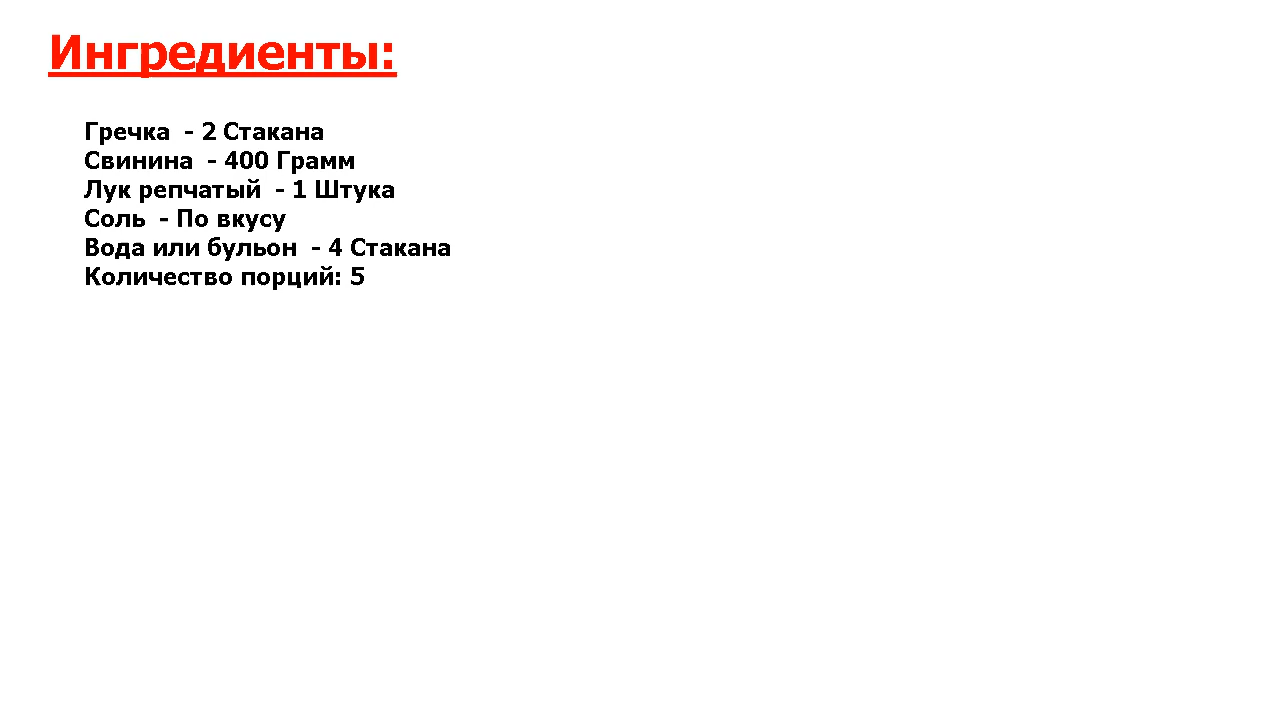 Ингредиенты:
Гречка  - 2 Стакана
Свинина  - 400 Грамм
Лук репчатый  - 1 Штука
Соль  - По вкусу
Вода или бульон  - 4 Стакана
Количество порций: 5